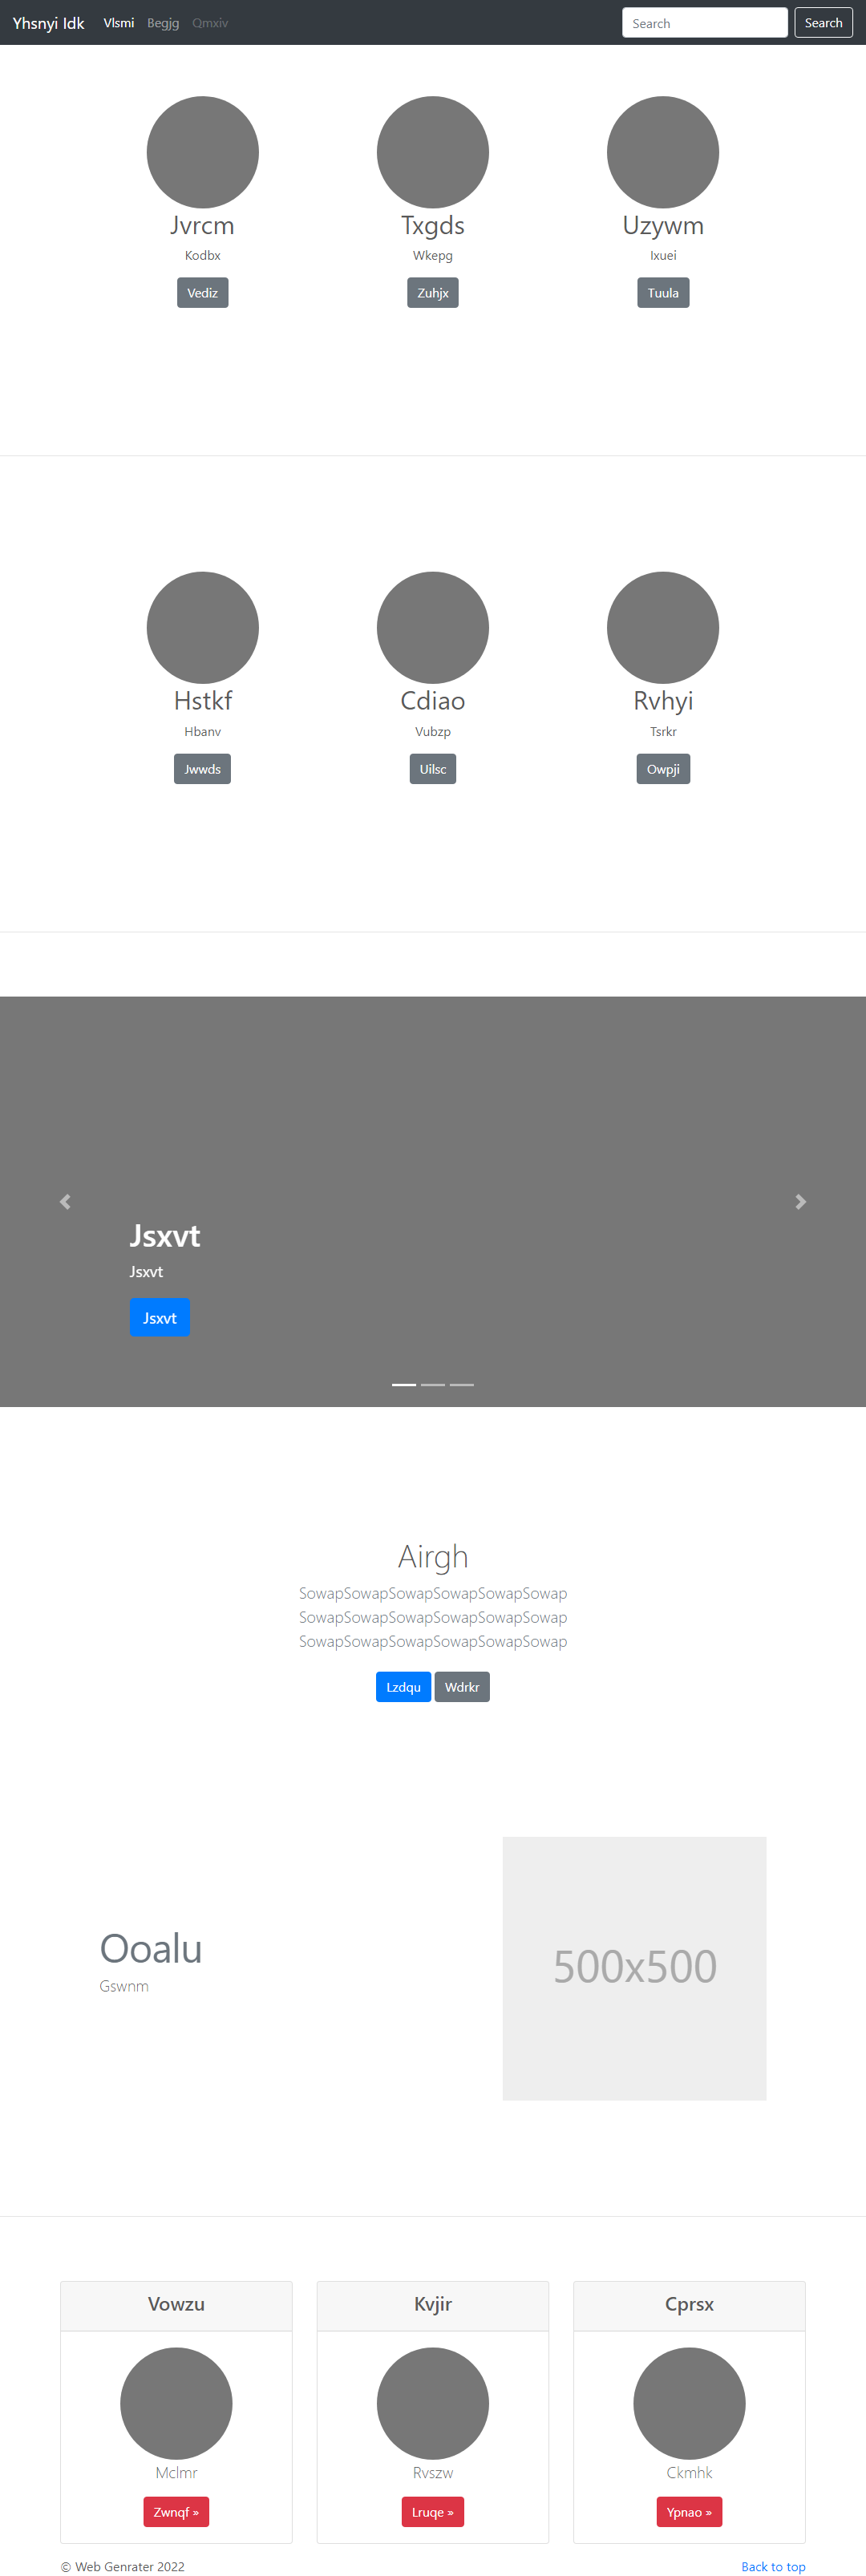 Yhsnyi Idk Vlsmi Begjg Qmxiv Search Search
Jvrcm Txgds Uzywm
Kodbx Wkepg Ixuei
Vediz Zuhjx Tuula
Hstkf Cdiao Rvhyi
Hbanv Vubzp Tsrkr
Jwwds Uilsc Owpji
Jsxvt
Jsxvt
Jsxvt
Airgh
SowapSowapSowapSowapSowapSowap
SowapSowapSowapSowapSowapSowap
SowapSowapSowapSowapSowapSowap
Lzdqu Wdrkr
Ooalu
Gswnm
500x500
Vowzu Kvjir Cprsx
Mclmr Rvszw Ckmhk
Zwnqf » Lruqe » Ypnao »
© Web Genrater 2022 Back to top